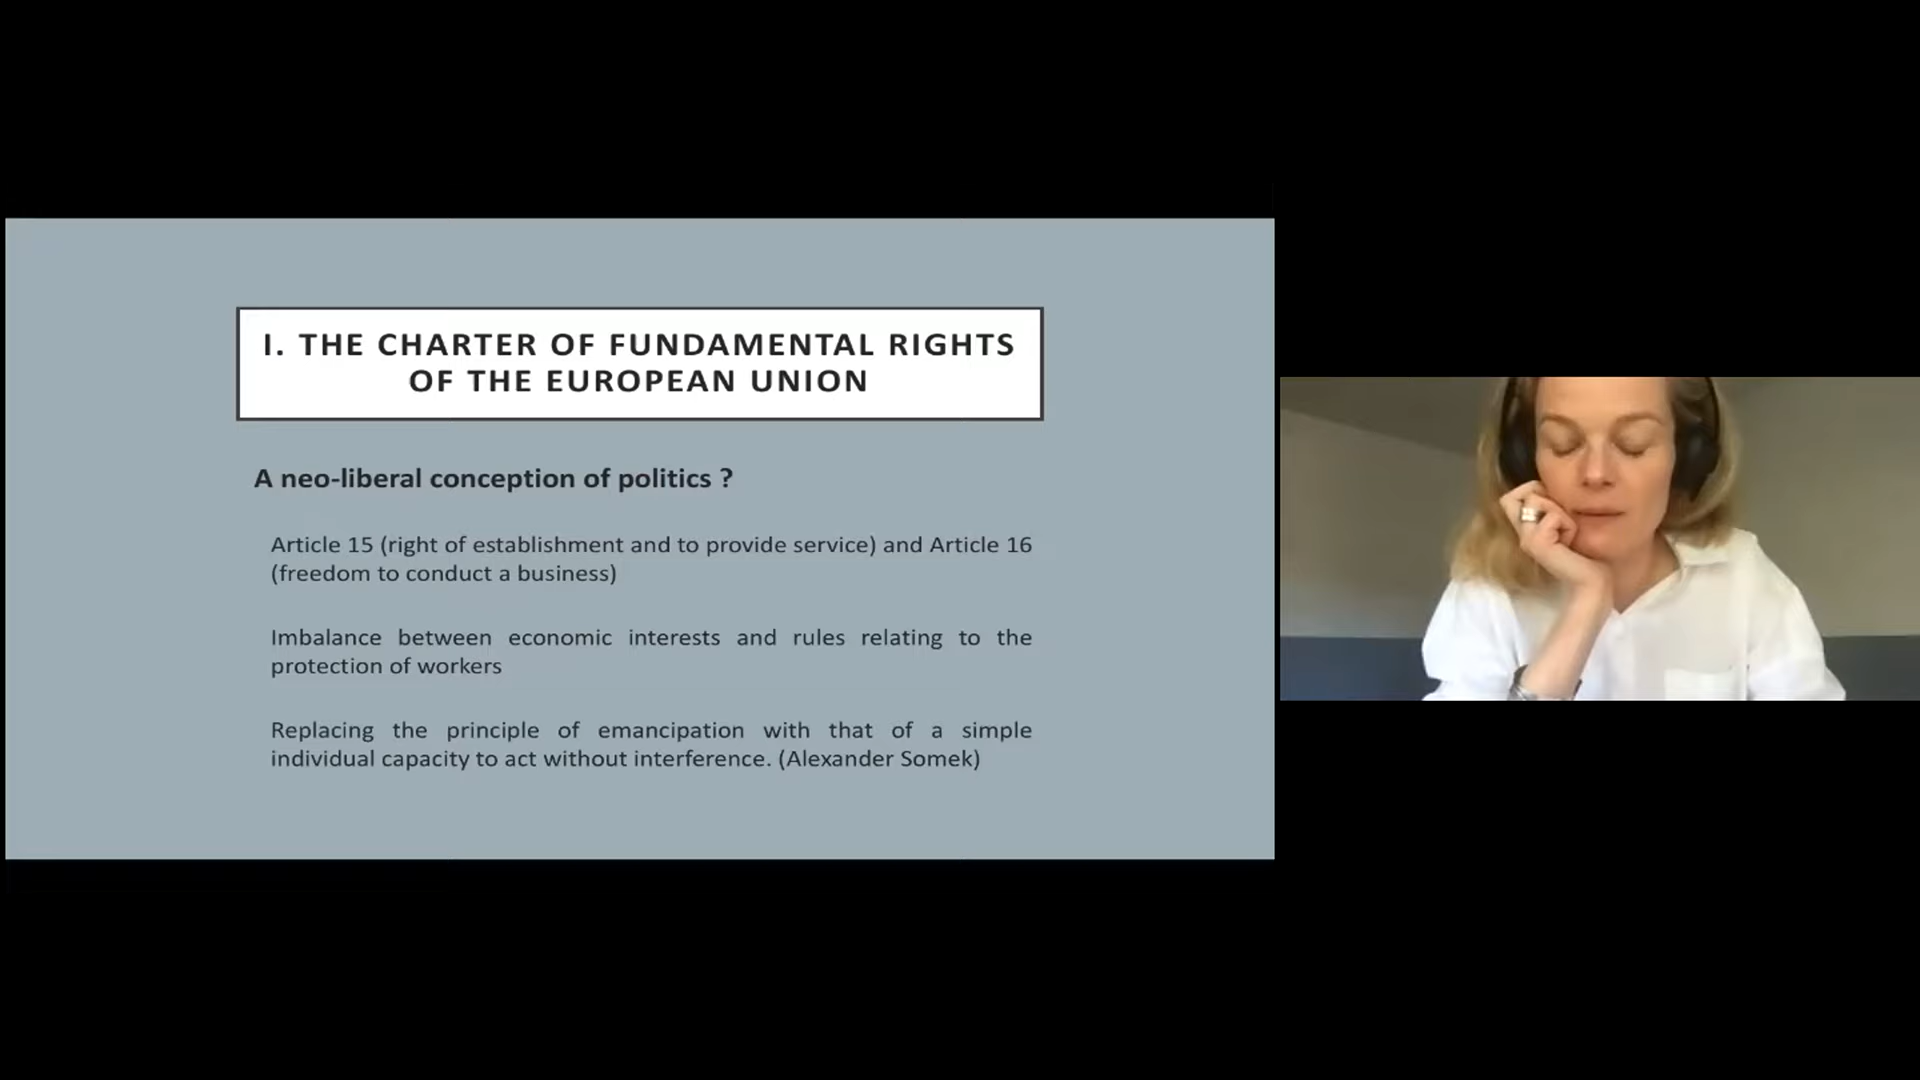 I. THE CHARTER OF FUNDAMENTAL RIGHTS
OF THE EUROPEAN UNION
A neo-liberal conception of politics ?
Article 15 (right of establishment and to provide service) and Article 16
(freedom to conduct a business)
Imbalance between economic interests and rules relating to the
protection of workers
Replacing the principle of emancipation with that of a simple
individual capacity to act without interference. (Alexander Somek)